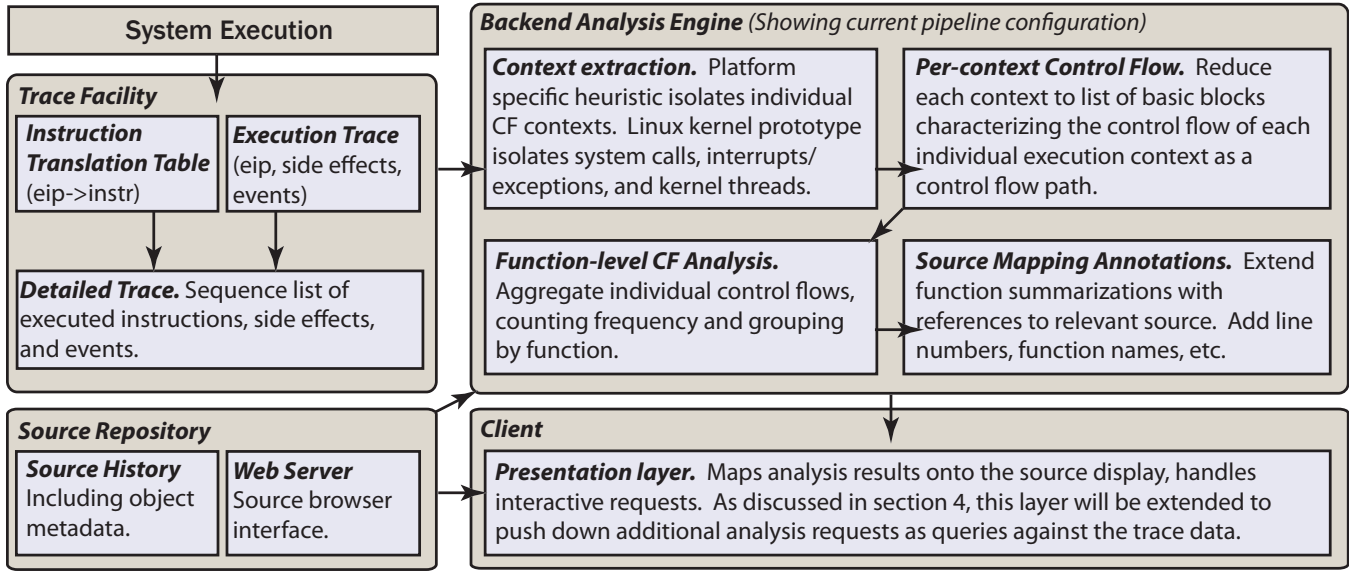 System Execution
Trace Facility
Instruction
Translation Table
(eip->instr)
Execution Trace
(eip, side effects,
events)
Detailed Trace. Sequence list of
executed instructions, side effects,
and events.
Source Repository
Source History
Including object
metadata.
Web Server
Source browser
interface.
Backend Analysis Engine (Showing current pipeline configuration)
Context extraction. Platform
specific heuristic isolates individual
CF contexts. Linux kernel prototype
isolates system calls, interrupts/
exceptions, and kernel threads.
Per-context Control Flow. Reduce
each context to list of basic blocks
characterizing the control flow of each
individual execution context as a
control flow path.
Function-level CF Analysis.
Aggregate individual control flows,
counting frequency and grouping
by function.
Source Mapping Annotations. Extend
function summarizations with
references to relevant source. Add line
numbers, function names, etc.
Client
Presentation layer. Maps analysis results onto the source display, handles
interactive requests. As discussed in section 4, this layer will be extended to
push down additional analysis requests as queries against the trace data.